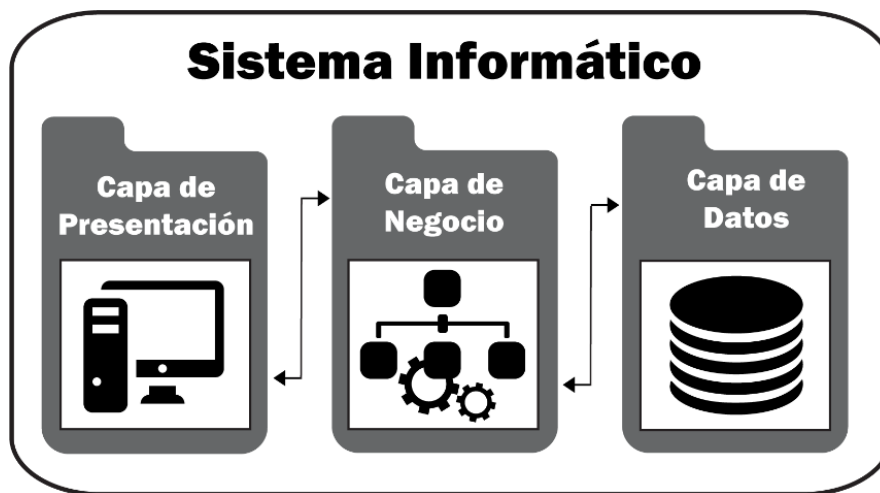 Sistema Informático
Capa de
Presentación
Capa de
Negocio
Capa de
Datos